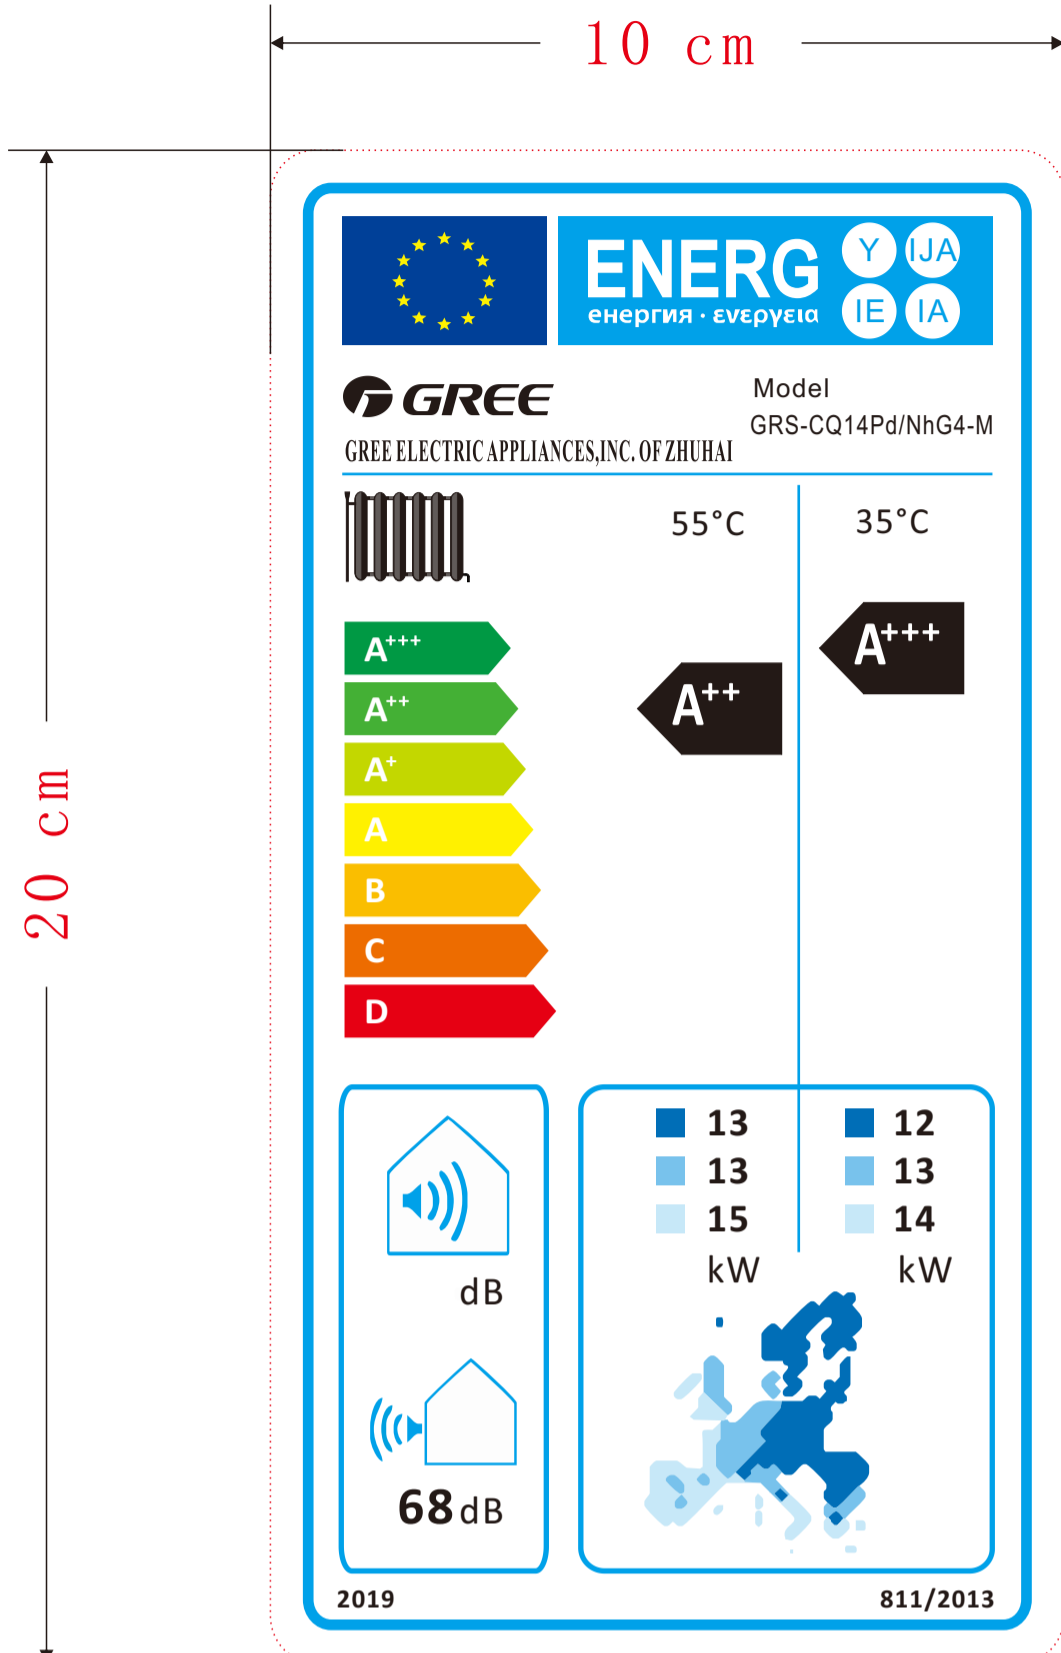 10 cm
20 cm
ENERG
енергия · ενεργεια
Y IJA
IE IA
GREE
GREE ELECTRIC APPLIANCES,INC. OF ZHUHAI
Model
GRS-CQ14Pd/NhG4-M
55°C
35°C
A+++
A++
A+
A
B
C
D
A++
A+++
dB
68 dB
13
13
15
kW
12
13
14
kW
2019
811/2013